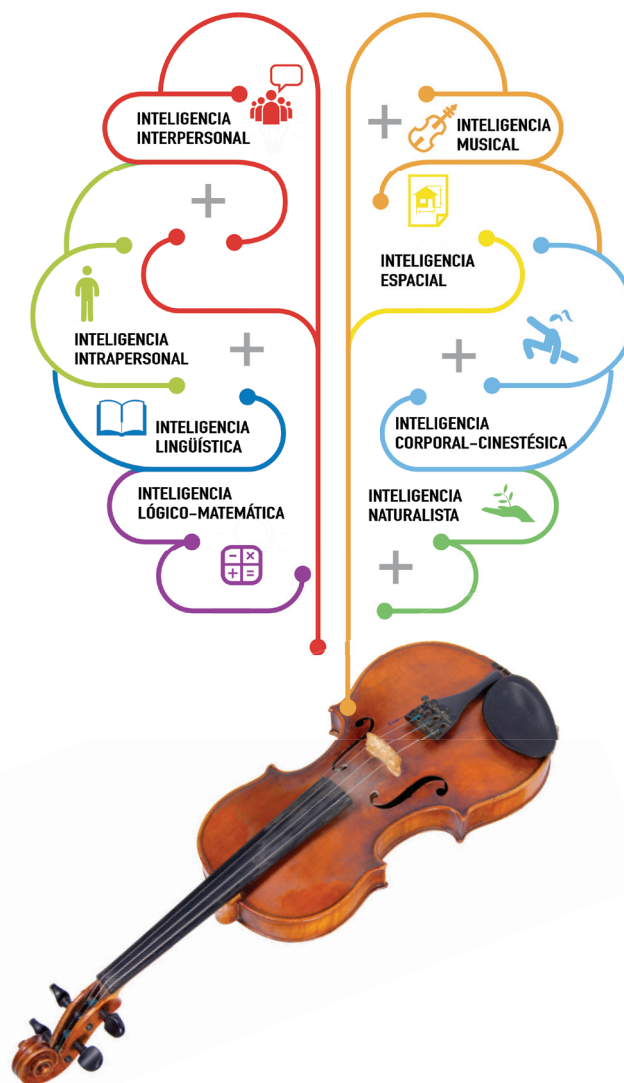 INTELIGENCIA
INTERPERSONAL
INTELIGENCIA
MUSICAL
INTELIGENCIA
ESPACIAL
INTELIGENCIA
INTRAPERSONAL
INTELIGENCIA
LINGÜÍSTICA
INTELIGENCIA
CORPORAL-CINESTÉSICA
INTELIGENCIA
LÓGICO-MATEMÁTICA
INTELIGENCIA
NATURALISTA